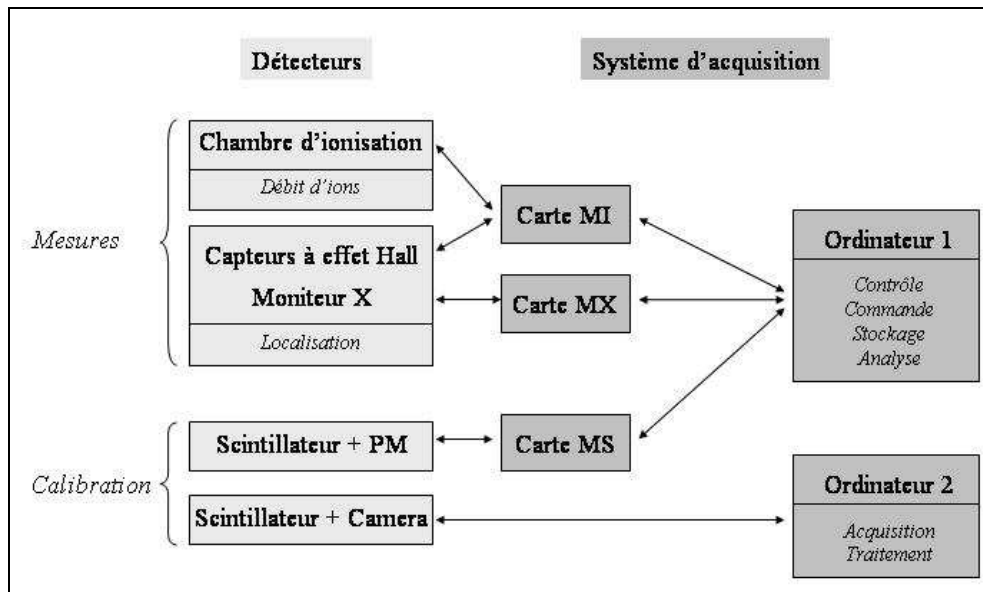 Détecteurs
Système d'acquisition
Mesures
Chambre d'ionisation
Débit d'ions
Capteurs à effet Hall
Moniteur X
Localisation
Carte MI
Carte MX
Ordinateur 1
Contrôle
Commande
Stockage
Analyse
Calibration
Scintillateur + PM
Carte MS
Scintillateur + Camera
Ordinateur 2
Acquisition
Traitement